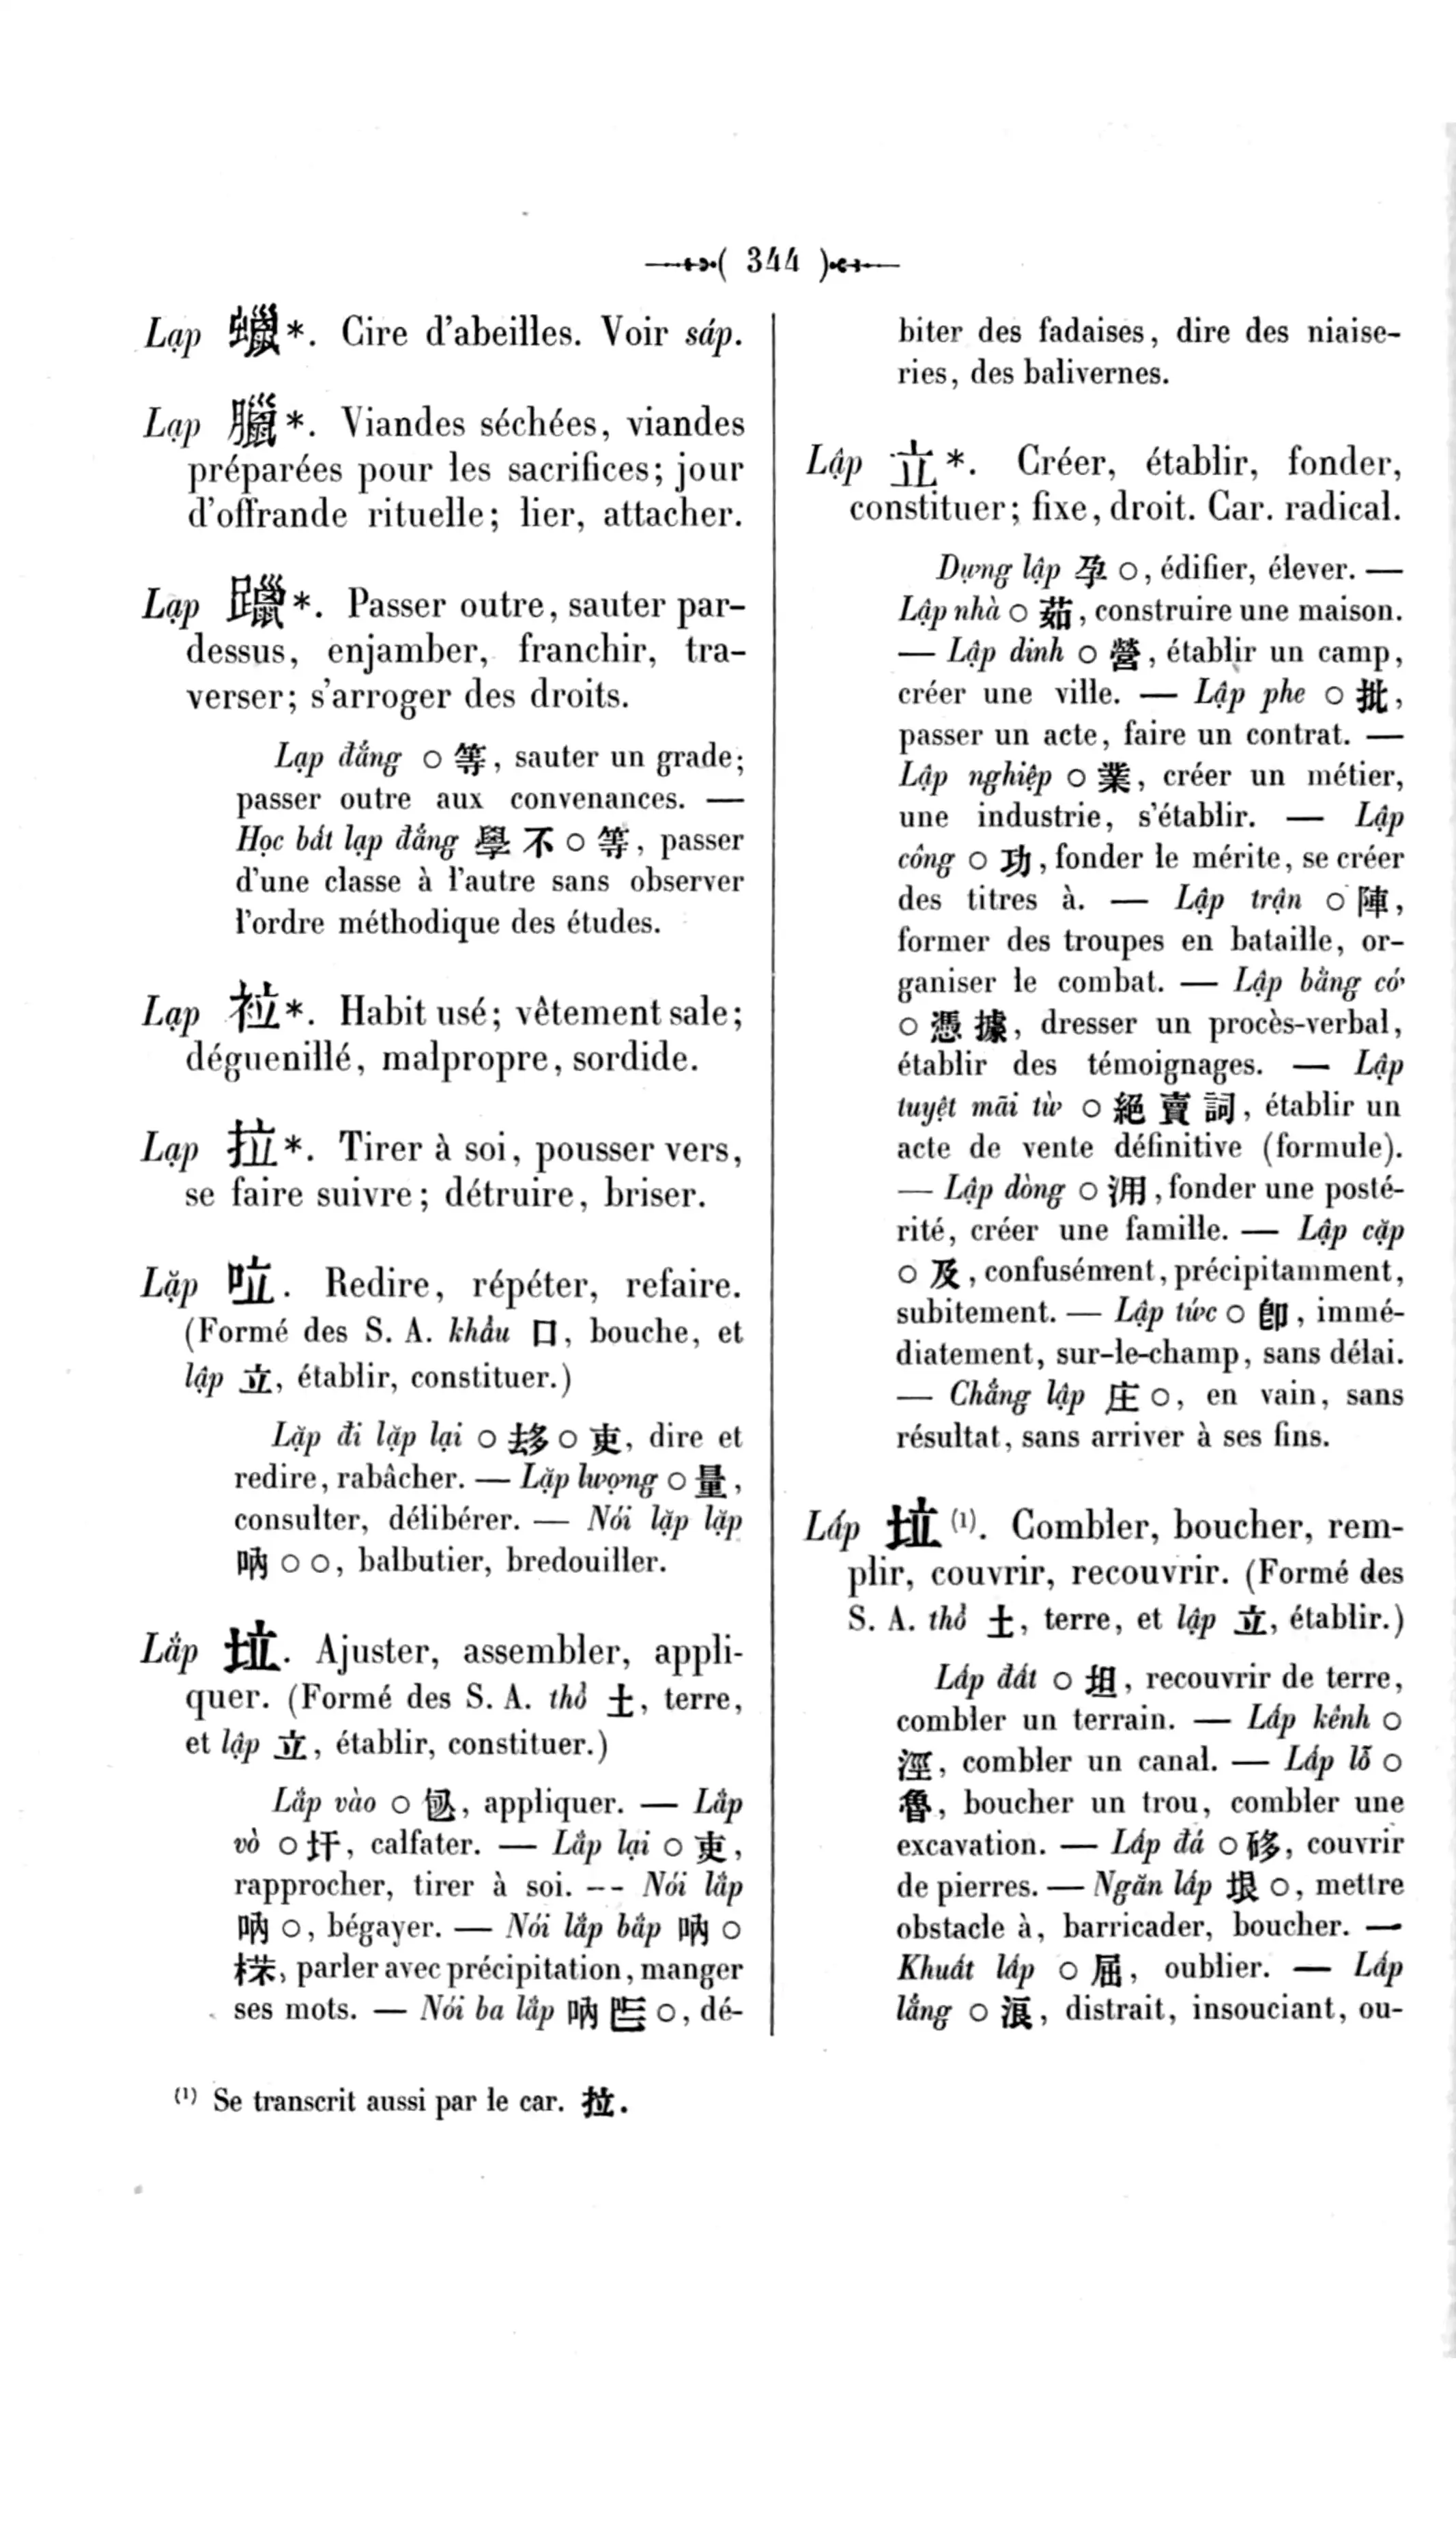 ( 344 )
Lạp 蠟*. Cire d'abeilles. Voir sáp.
Lạp 臘*. Viandes séchées, viandes
préparées pour les sacrifices; jour
d'offrande rituelle; lier, attacher.
Lạp 躐*. Passer outre, sauter par-
dessus, enjamber, franchir, tra-
verser; s'arroger des droits.
Lạp đẳng ○ 等, sauter un grade;
passer outre aux convenances. —
Học bất lạp đẳng 學 不 ○ 等, passer
d'une classe à l'autre sans observer
l'ordre méthodique des études.
Lạp 䃳*. Habit usé; vêtement sale;
déguenillé, malpropre, sordide.
Lạp 拉*. Tirer à soi, pousser vers,
se faire suivre; détruire, briser.
Lặp 啦. Redire, répéter, refaire.
(Formé des S. A. khẩu 口, bouche, et
lập 立, établir, constituer.)
Lặp đi lặp lại ○ 𠫾 ○ 吏, dire et
redire, rabâcher. — Lặp lượng ○ 量,
consulter, délibérer. — Nói lặp lặp
吶 ○ ○, balbutier, bredouiller.
Lắp 垃. Ajuster, assembler, appli-
quer. (Formé des S. A. thổ 土, terre,
et lập 立, établir, constituer.)
Lắp vào ○ 𠓨, appliquer. — Lắp
vò ○ 圩, calfater. — Lắp lại ○ 吏,
rapprocher, tirer à soi. -- Nói lắp
吶 ○, bégayer. — Nói lắp bắp 吶 ○
, parler avec précipitation, manger
ses mots. — Nói ba lắp 吶 𠀧 ○, dé-
biter des fadaises, dire des niaise-
ries, des balivernes.
Lập 立*. Créer, établir, fonder,
constituer; fixe, droit. Car. radical.
Dựng lập 孕 ○, édifier, élever. —
Lập nhà ○ 茹, construire une maison.
— Lập dinh ○ 營, établir un camp,
créer une ville. — Lập phe ○ 批,
passer un acte, faire un contrat. —
Lập nghiệp ○ 業, créer un métier,
une industrie, s'établir. — Lập
công ○ 功, fonder le mérite, se créer
des titres à. — Lập trận ○ 陣,
former des troupes en bataille, or-
ganiser le combat. — Lập bằng cớ
○ 憑 據, dresser un procès-verbal,
établir des témoignages. — Lập
tuyệt mãi từ ○ 絕 賣 詞, établir un
acte de vente définitive (formule).
— Lập dòng ○ 㳥, fonder une posté-
rité, créer une famille. — Lập cặp
○ 及, confusément, précipitamment,
subitement. — Lập tức ○ 卽, immé-
diatement, sur-le-champ, sans délai.
— Chẳng lập 庄 ○, en vain, sans
résultat, sans arriver à ses fins.
Lấp 垃 (1). Combler, boucher, rem-
plir, couvrir, recouvrir. (Formé des
S. A. thổ 土, terre, et lập 立, établir.)
Lấp đất ○ 坦, recouvrir de terre,
combler un terrain. — Lấp kênh ○
涇, combler un canal. — Lấp lỗ ○
魯, boucher un trou, combler une
excavation. — Lấp đá ○ 𥒥, couvrir
de pierres. — Ngăn lấp 垠 ○, mettre
obstacle à, barricader, boucher. —
Khuất lấp ○ 屈, oublier. — Lấp
lẳng ○ 浪, distrait, insouciant, ou-
(1) Se transcrit aussi par le car. 拉.